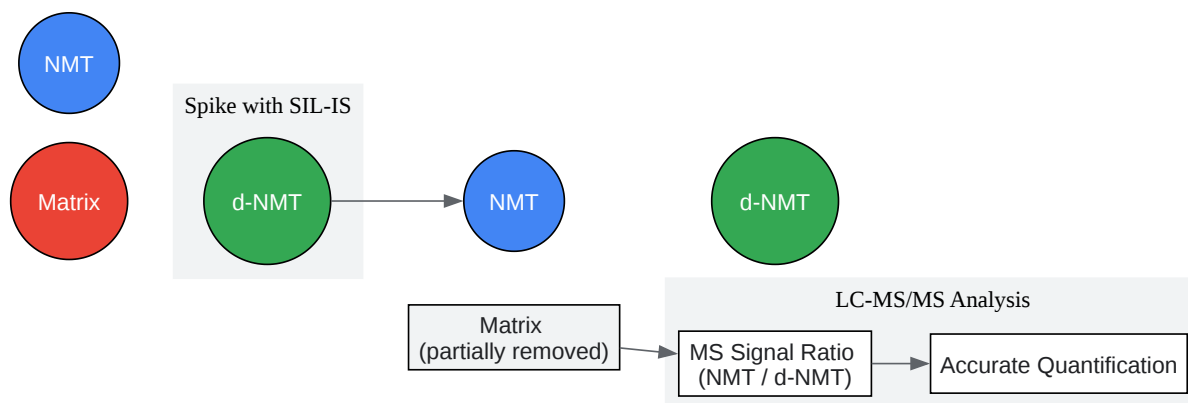 NMT
Spike with SIL-IS
Matrix
d-NMT
NMT
d-NMT
LC-MS/MS Analysis
Matrix
(partially removed)
MS Signal Ratio
(NMT / d-NMT)
Accurate Quantification